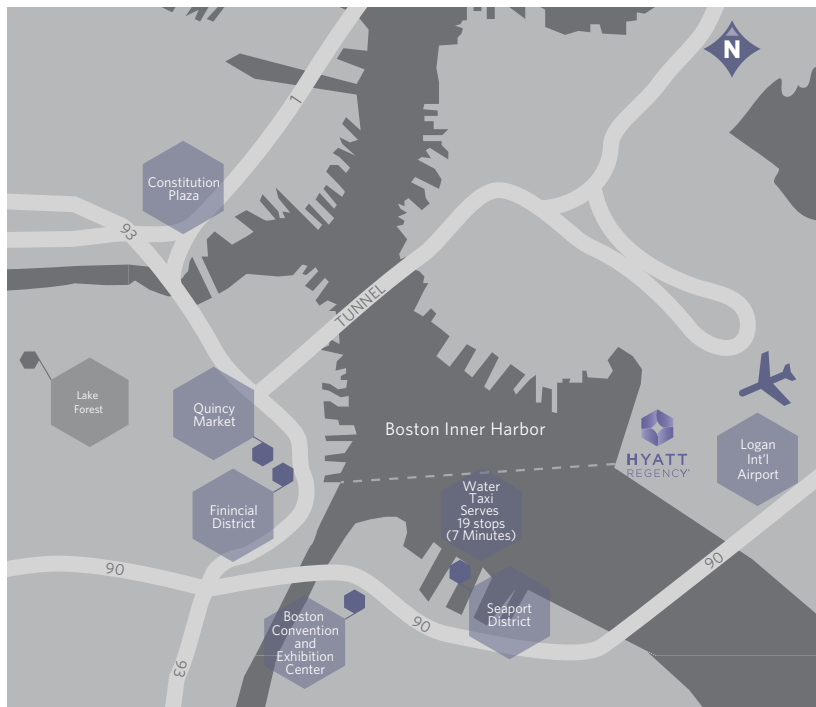 N
1
Constitution
Plaza
93
TUNNEL
Lake
Forest
Quincy
Market
Boston Inner Harbor
HYATT
REGENCY
Logan
Int'l
Airport
Water
Taxi
Serves
19 stops
(7 Minutes)
Finincial
District
90
90
Seaport
District
Boston
Convention
and
Exhibition
Center
90
93